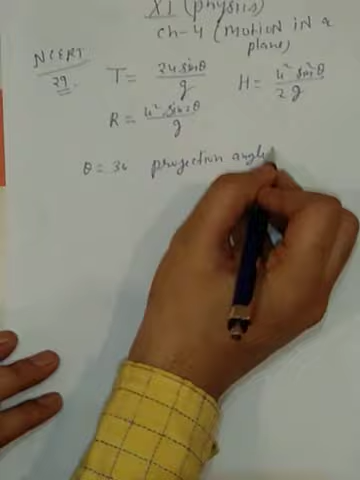 XI (physics)
ch-4 (MOTION IN a
plane)
NCERT
29.
T = 2u sinθ / g
H = u² sin²θ / 2g
R = u² sin2θ / g
θ = 30 projection angle